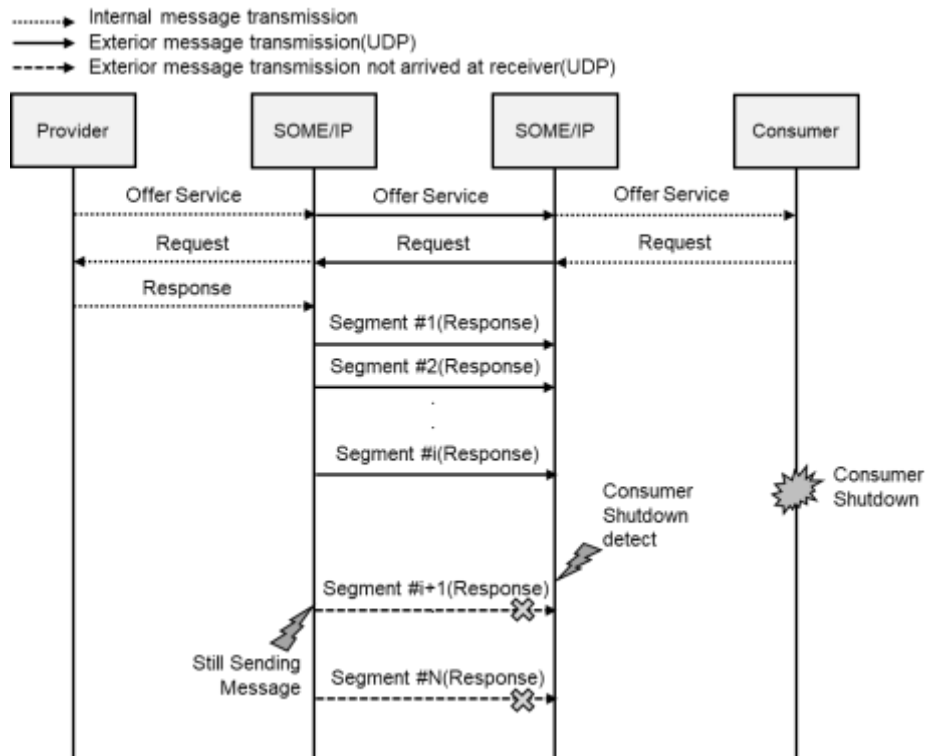 Internal message transmission
Exterior message transmission(UDP)
Exterior message transmission not arrived at receiver(UDP)
Provider
SOME/IP
SOME/IP
Consumer
Offer Service
Offer Service
Offer Service
Request
Request
Request
Response
Segment #1(Response)
Segment #2(Response)
.
.
Segment #i(Response)
Consumer
Shutdown
Consumer
Shutdown
detect
Segment #i+1(Response)
Still Sending
Message
Segment #N(Response)